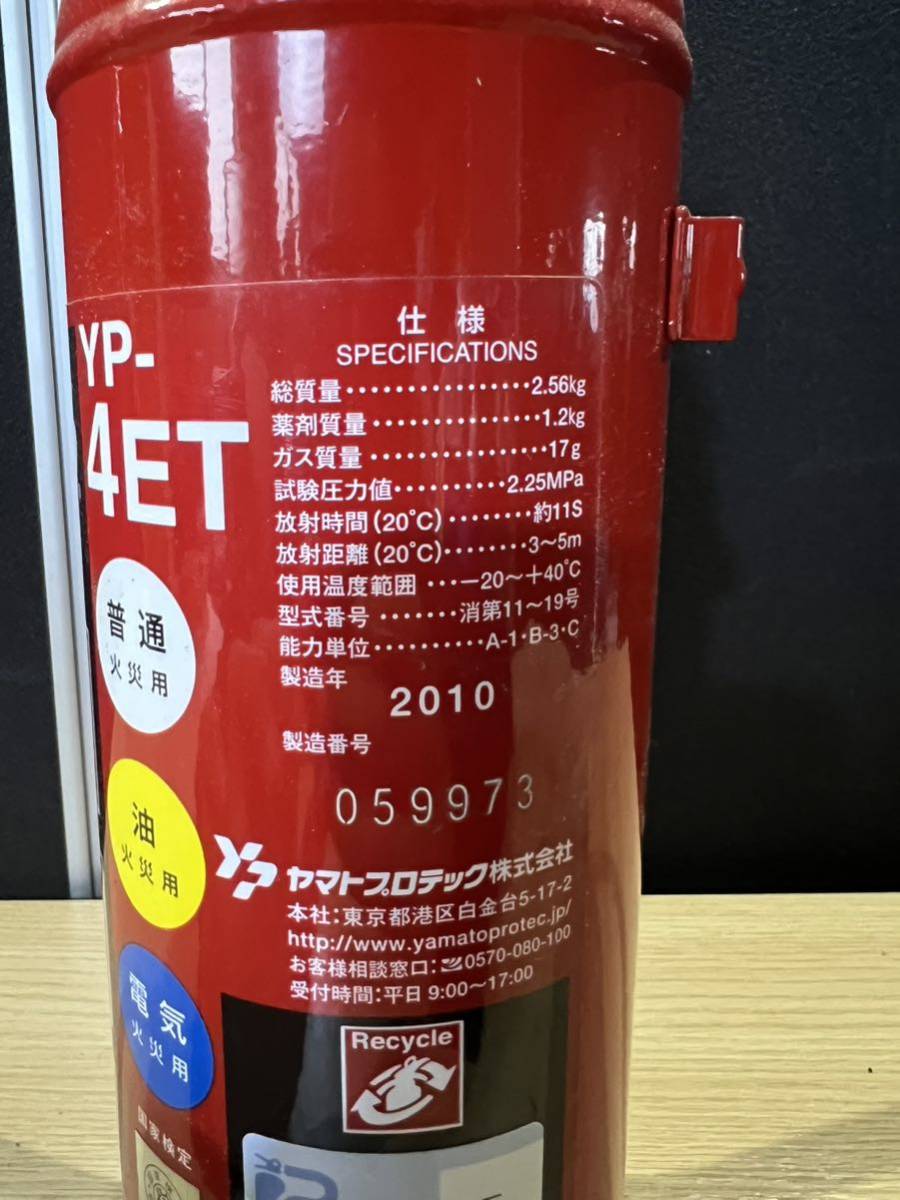 YP-
4ET
仕様
SPECIFICATIONS
総質量・・・・・・・・・・・・・・・・・2.56kg
薬剤質量・・・・・・・・・・・・・・・1.2kg
ガス質量・・・・・・・・・・・・・・・・17g
試験圧力値・・・・・・・・・・2.25MPa
放射時間(20°C)・・・・・・・・約11S
放射距離(20°C)・・・・・・・・3～5m
使用温度範囲・・・－20～＋40℃
型式番号・・・・・・・消第11～19号
能力単位・・・・・・・・・・A-1・B-3・C
製造年
2010
製造番号
059973
YP ヤマトプロテック株式会社
本社:東京都港区白金台5-17-2
http://www.yamatoprotec.jp/
お客様相談窓口:0570-080-100
受付時間:平日 9:00～17:00
普通
火災用
油
火災用
電気
火災用
Recycle
国家検定